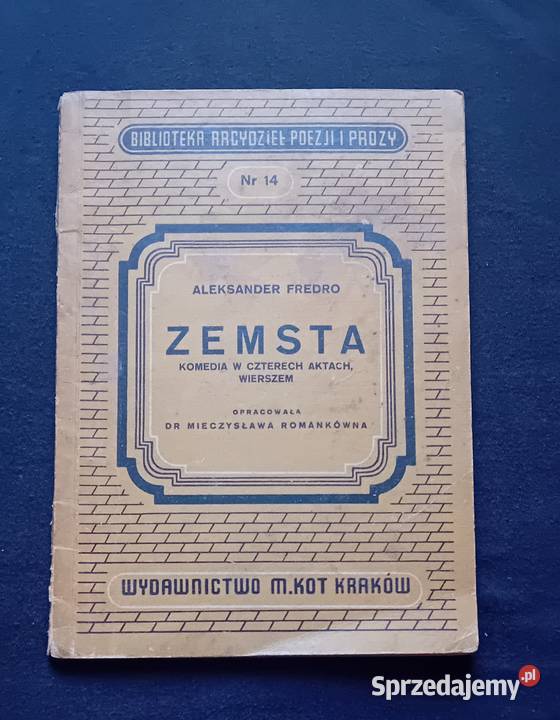 BIBLIOTEKA ARCYDZIEŁ POEZJI I PROZY
Nr 14
ALEKSANDER FREDRO
ZEMSTA
KOMEDIA W CZTERECH AKTACH,
WIERSZEM
OPRACOWAŁA
DR MIECZYSŁAWA ROMANKÓWNA
WYDAWNICTWO M.KOT KRAKÓW
Sprzedajemy.pl